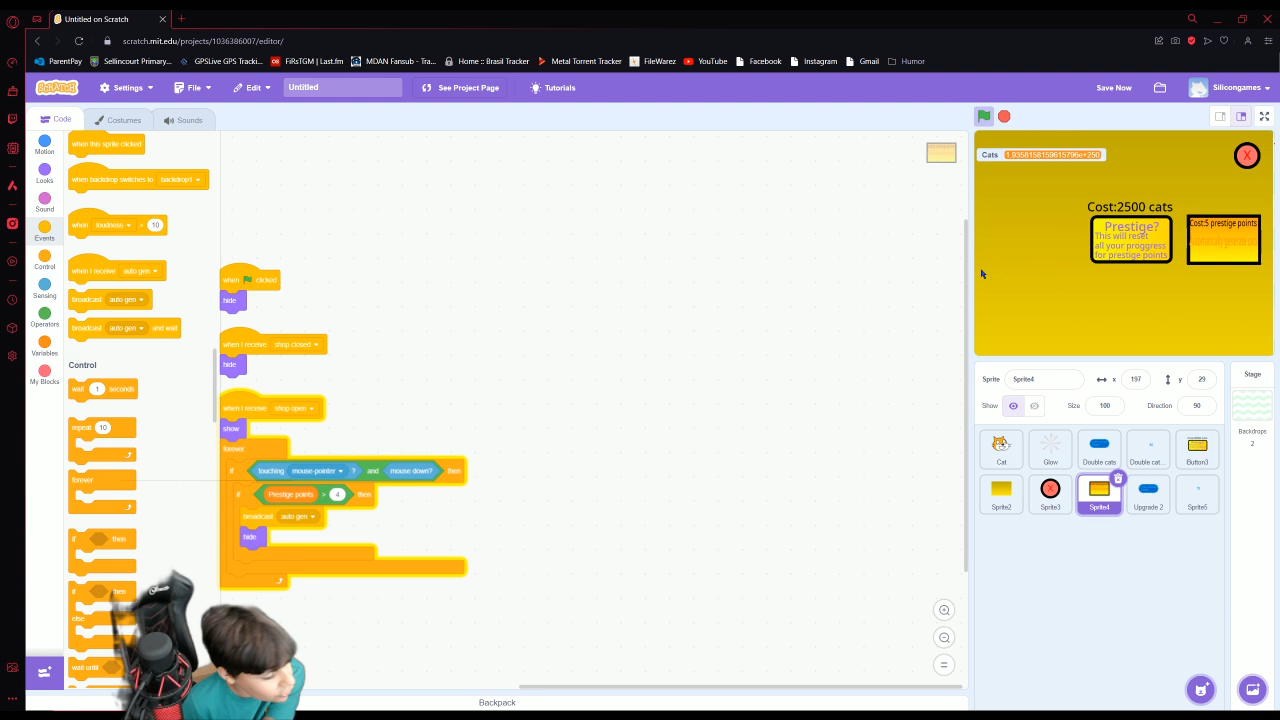 Untitled on Scratch
scratch.mit.edu/projects/1036386007/editor/
ParentPay
Sellincourt Primary...
GPSLive GPS Tracki...
FiRsTGM | Last.fm
MDAN Fansub - Tra...
Home :: Brasil Tracker
Metal Torrent Tracker
FileWarez
YouTube
Facebook
Instagram
Gmail
Humor
SCRATCH
Settings
File
Edit
Untitled
See Project Page
Tutorials
Save Now
Silicongames
Code
Costumes
Sounds
Motion
Looks
Sound
Events
Control
Sensing
Operators
Variables
My Blocks
when this sprite clicked
when backdrop switches to backdrop1
when loudness > 10
when I receive auto gen
broadcast auto gen
broadcast auto gen and wait
Control
wait 1 seconds
repeat 10
forever
if then
if then
else
wait until
when clicked
hide
when I receive shop closed
hide
when I receive shop open
show
forever
if touching mouse-pointer ? and mouse down? then
if Prestige points > 4 then
broadcast auto gen
hide
Backpack
Cats 1.9358158159615796e+250
X
Cost:2500 cats
Prestige?
This will reset
all your proggress
for prestige points
Cost:5 prestige points
Sprite
Sprite4
x
197
y
29
Show
Size
100
Direction
90
Cat
Glow
Double cats
Double cat...
Button3
Sprite2
Sprite3
Sprite4
Upgrade 2
Sprite5
Stage
Backdrops
2